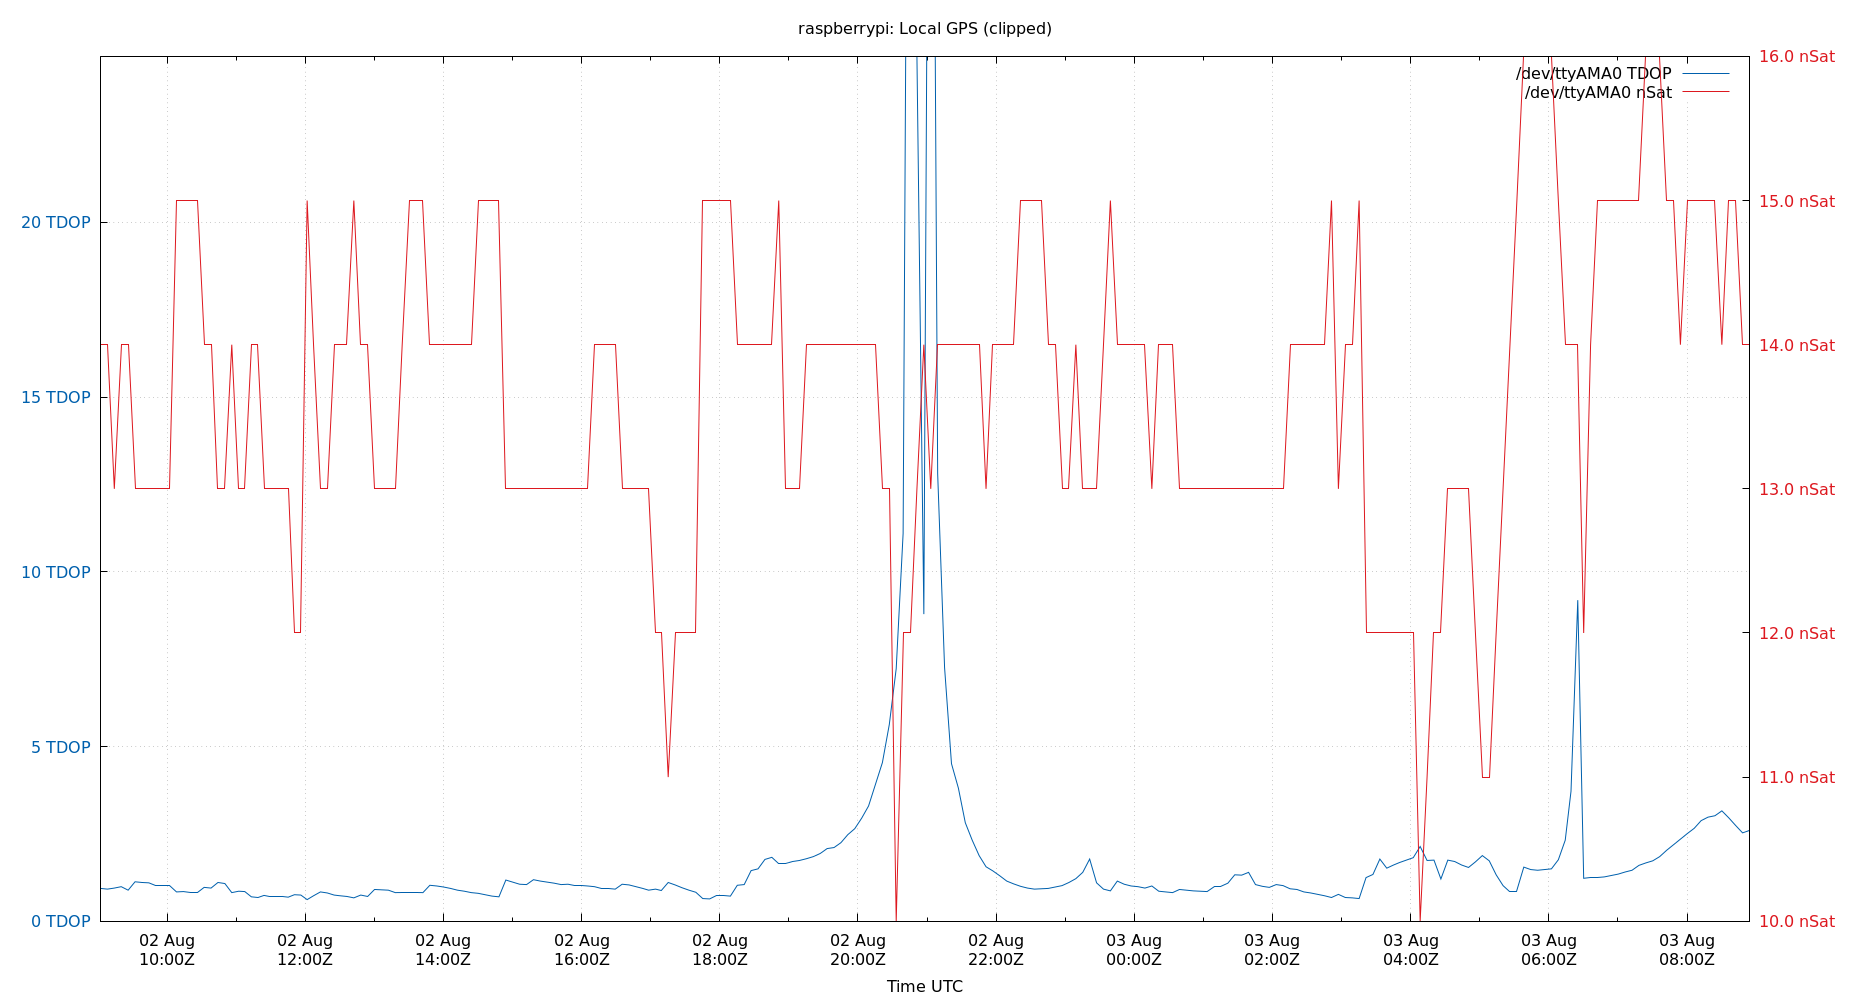 raspberrypi: Local GPS (clipped)
16.0 nSat
/dev/ttyAMA0 TDOP
/dev/ttyAMA0 nSat
15.0 nSat
20 TDOP
14.0 nSat
15 TDOP
13.0 nSat
10 TDOP
12.0 nSat
5 TDOP
11.0 nSat
0 TDOP
10.0 nSat
02 Aug 02 Aug 02 Aug 02 Aug 02 Aug 02 Aug 02 Aug 03 Aug 03 Aug 03 Aug 03 Aug 03 Aug
10:00Z 12:00Z 14:00Z 16:00Z 18:00Z 20:00Z 22:00Z 00:00Z 02:00Z 04:00Z 06:00Z 08:00Z
Time UTC